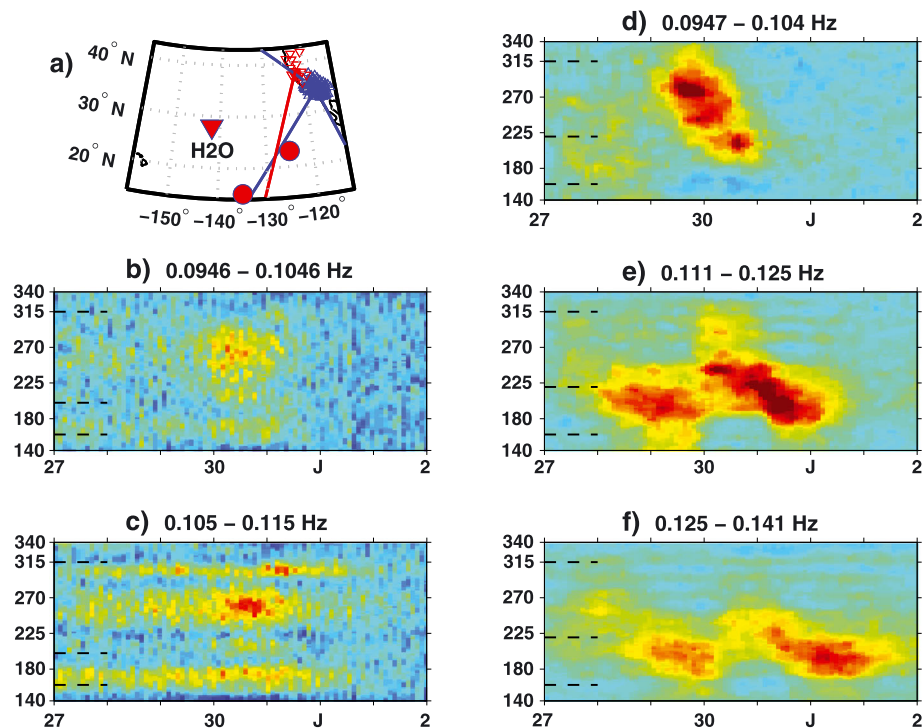 a)
40° N
30° N
20° N
H2O
−150° −140° −130° −120°
b) 0.0946 − 0.1046 Hz
340
315
270
225
180
140
27 30 J 2
c) 0.105 − 0.115 Hz
340
315
270
225
180
140
27 30 J 2
d) 0.0947 − 0.104 Hz
340
315
270
220
180
140
27 30 J 2
e) 0.111 − 0.125 Hz
340
315
270
225
180
140
27 30 J 2
f) 0.125 − 0.141 Hz
340
315
270
225
180
140
27 30 J 2